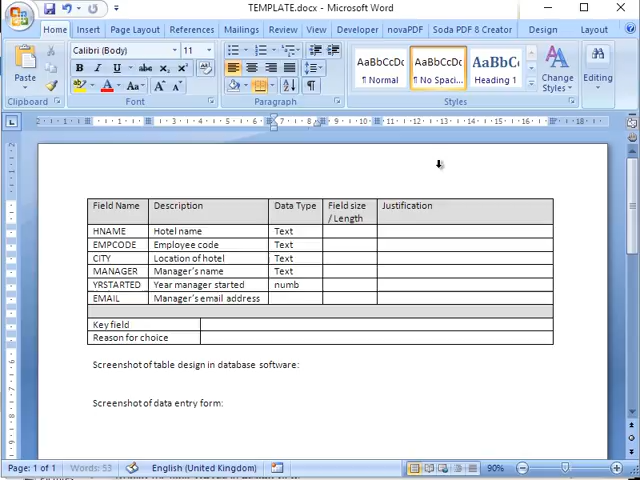 TEMPLATE.docx - Microsoft Word
Home Insert Page Layout References Mailings Review View Developer novaPDF Soda PDF 8 Creator
Paste
Clipboard
Calibri (Body) 11
B I U abc x₂ x²
Font
Paragraph
AaBbCcDc AaBbCcDc AaBbC
¶ Normal ¶ No Spaci... Heading 1
Change Styles
Styles
Editing
Field Name Description Data Type Field size / Length Justification
HNAME Hotel name Text
EMPCODE Employee code Text
CITY Location of hotel Text
MANAGER Manager's name Text
YRSTARTED Year manager started numb
EMAIL Manager's email address
Key field
Reason for choice
Screenshot of table design in database software:
Screenshot of data entry form:
Page: 1 of 1 Words: 53 English (United Kingdom) 90%